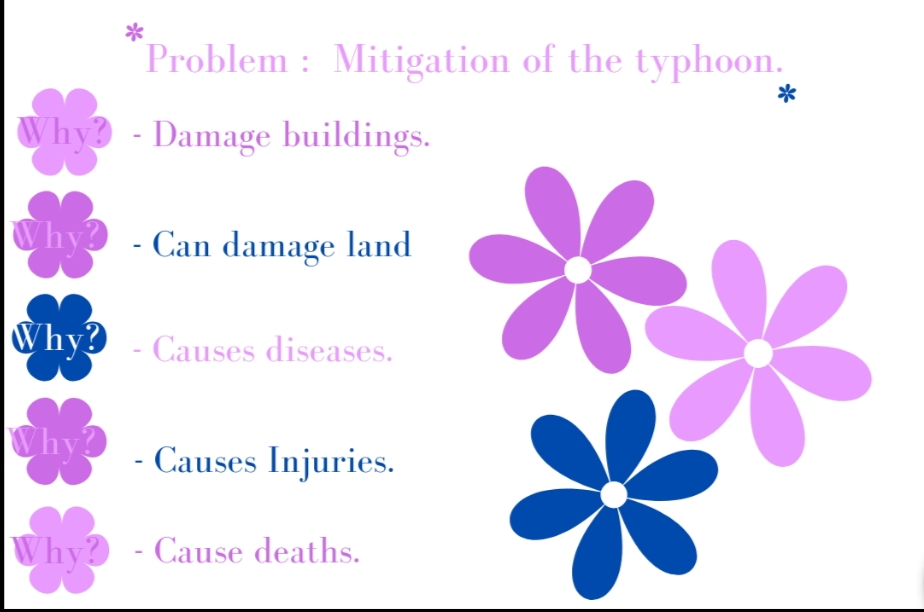 Problem : Mitigation of the typhoon.
Why? - Damage buildings.
Why? - Can damage land
Why? - Causes diseases.
Why? - Causes Injuries.
Why? - Cause deaths.